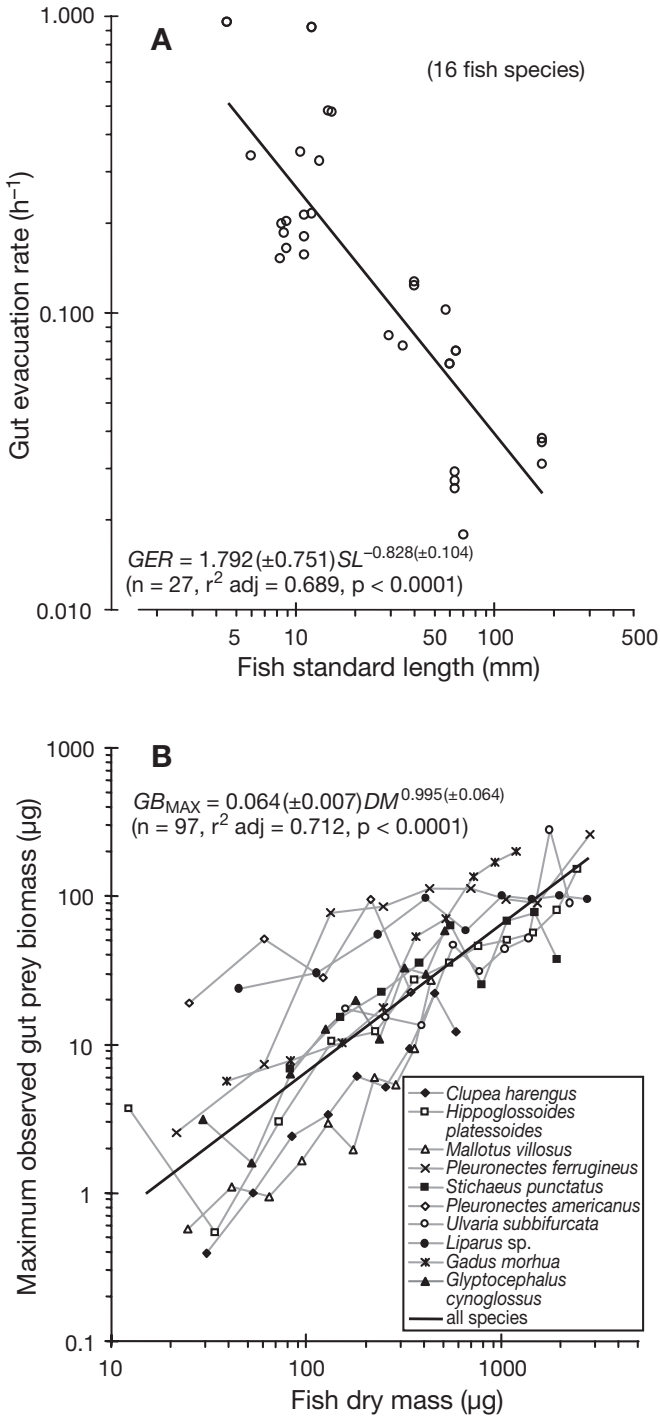 A
(16 fish species)
1.000
0.100
0.010
Gut evacuation rate (h⁻¹)
GER = 1.792(±0.751)SL⁻⁰·⁸²⁸⁽±⁰·¹⁰⁴⁾
(n = 27, r² adj = 0.689, p < 0.0001)
5 10 50 100 500
Fish standard length (mm)
B
GB_MAX = 0.064(±0.007)DM⁰·⁹⁹⁵⁽±⁰·⁰⁶⁴⁾
(n = 97, r² adj = 0.712, p < 0.0001)
1000
100
10
1
0.1
Maximum observed gut prey biomass (µg)
Clupea harengus
Hippoglossoides
platessoides
Mallotus villosus
Pleuronectes ferrugineus
Stichaeus punctatus
Pleuronectes americanus
Ulvaria subbifurcata
Liparus sp.
Gadus morhua
Glyptocephalus
cynoglossus
all species
10 100 1000
Fish dry mass (µg)